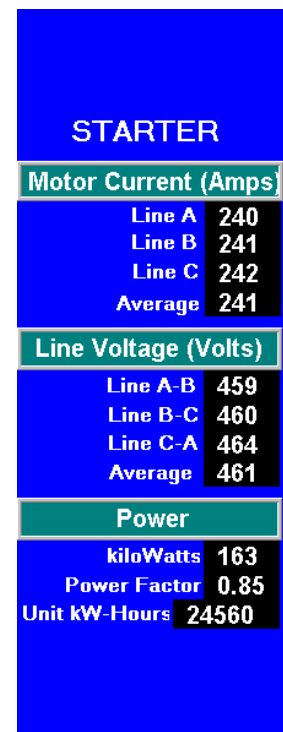 STARTER
Motor Current (Amps)
Line A 240
Line B 241
Line C 242
Average 241
Line Voltage (Volts)
Line A-B 459
Line B-C 460
Line C-A 464
Average 461
Power
kiloWatts 163
Power Factor 0.85
Unit kW-Hours 24560